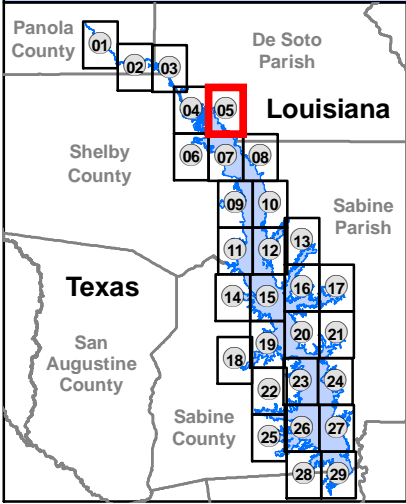 Panola
County
01
02
03
De Soto
Parish
04
05
Louisiana
Shelby
County
06
07
08
09
10
Sabine
Parish
11
12
13
Texas
14
15
16
17
San
Augustine
County
18
19
20
21
22
23
24
Sabine
County
25
26
27
28
29